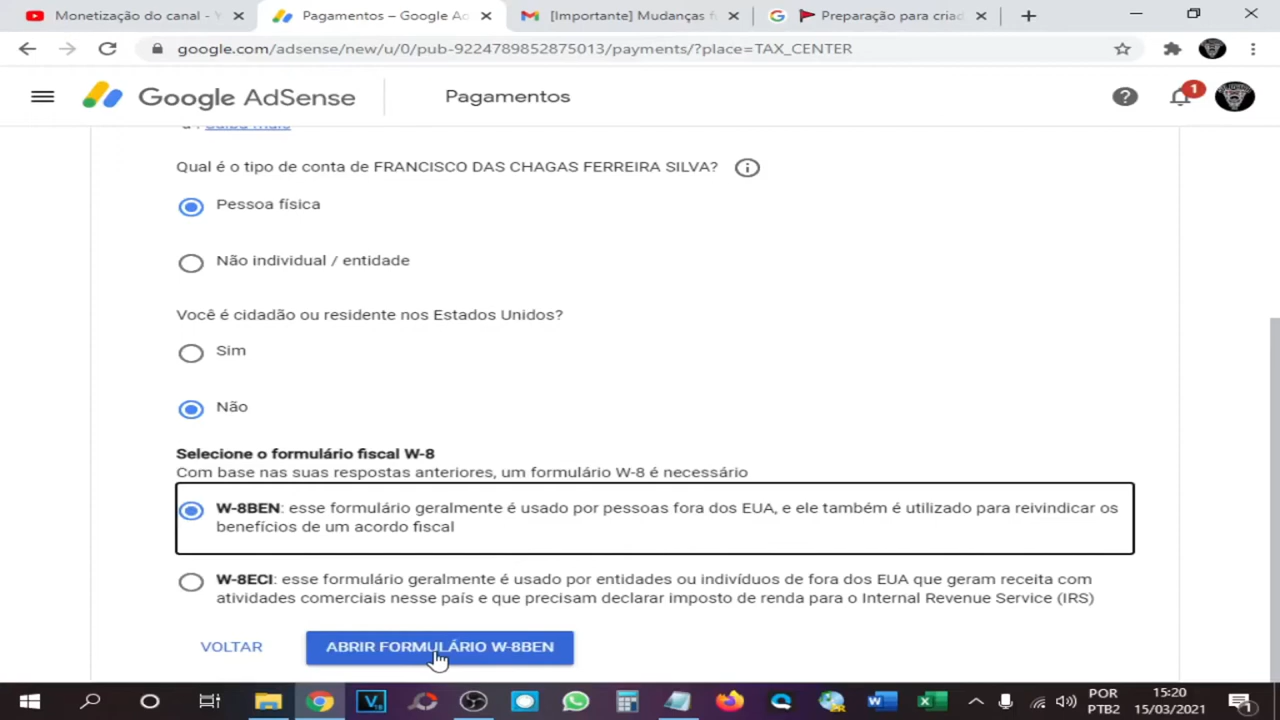 Monetização do canal - Y
Pagamentos – Google Ad
[Importante] Mudanças f
Preparação para criad
google.com/adsense/new/u/0/pub-9224789852875013/payments/?place=TAX_CENTER
Google AdSense
Pagamentos
1
Saiba mais
Qual é o tipo de conta de FRANCISCO DAS CHAGAS FERREIRA SILVA?
Pessoa física
Não individual / entidade
Você é cidadão ou residente nos Estados Unidos?
Sim
Não
Selecione o formulário fiscal W-8
Com base nas suas respostas anteriores, um formulário W-8 é necessário
W-8BEN: esse formulário geralmente é usado por pessoas fora dos EUA, e ele também é utilizado para reivindicar os
benefícios de um acordo fiscal
W-8ECI: esse formulário geralmente é usado por entidades ou indivíduos de fora dos EUA que geram receita com
atividades comerciais nesse país e que precisam declarar imposto de renda para o Internal Revenue Service (IRS)
VOLTAR
ABRIR FORMULÁRIO W-8BEN
POR
PTB2
15:20
15/03/2021
1